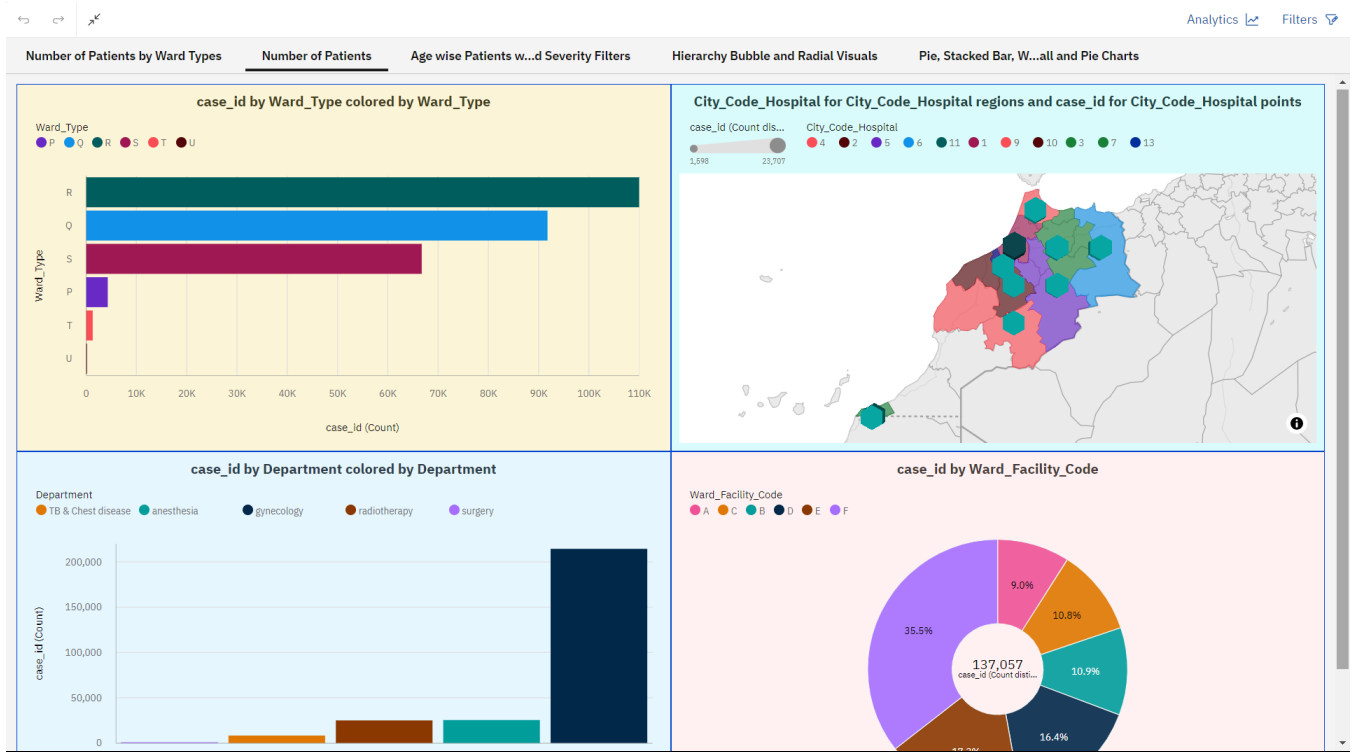 Analytics Filters
Number of Patients by Ward Types Number of Patients Age wise Patients w...d Severity Filters Hierarchy Bubble and Radial Visuals Pie, Stacked Bar, W...all and Pie Charts
case_id by Ward_Type colored by Ward_Type
Ward_Type
P Q R S T U
Ward_Type
R
Q
S
P
T
U
0 10K 20K 30K 40K 50K 60K 70K 80K 90K 100K 110K
case_id (Count)
City_Code_Hospital for City_Code_Hospital regions and case_id for City_Code_Hospital points
case_id (Count dis... City_Code_Hospital
4 2 5 6 11 1 9 10 3 7 13
1,698 23,707
case_id by Department colored by Department
Department
TB & Chest disease anesthesia gynecology radiotherapy surgery
case_id (Count)
200,000
150,000
100,000
50,000
0
case_id by Ward_Facility_Code
Ward_Facility_Code
A C B D E F
9.0%
10.8%
35.5%
137,057
case_id (Count disti...
10.9%
16.4%